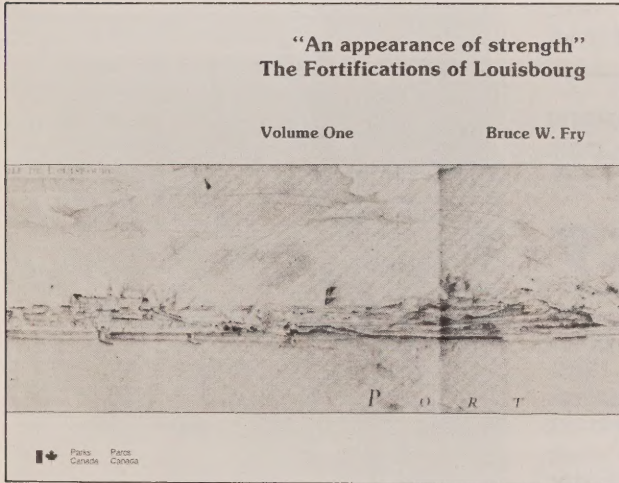 “An appearance of strength”
The Fortifications of Louisbourg
Volume One Bruce W. Fry
P O R T
Parks Parcs
Canada Canada